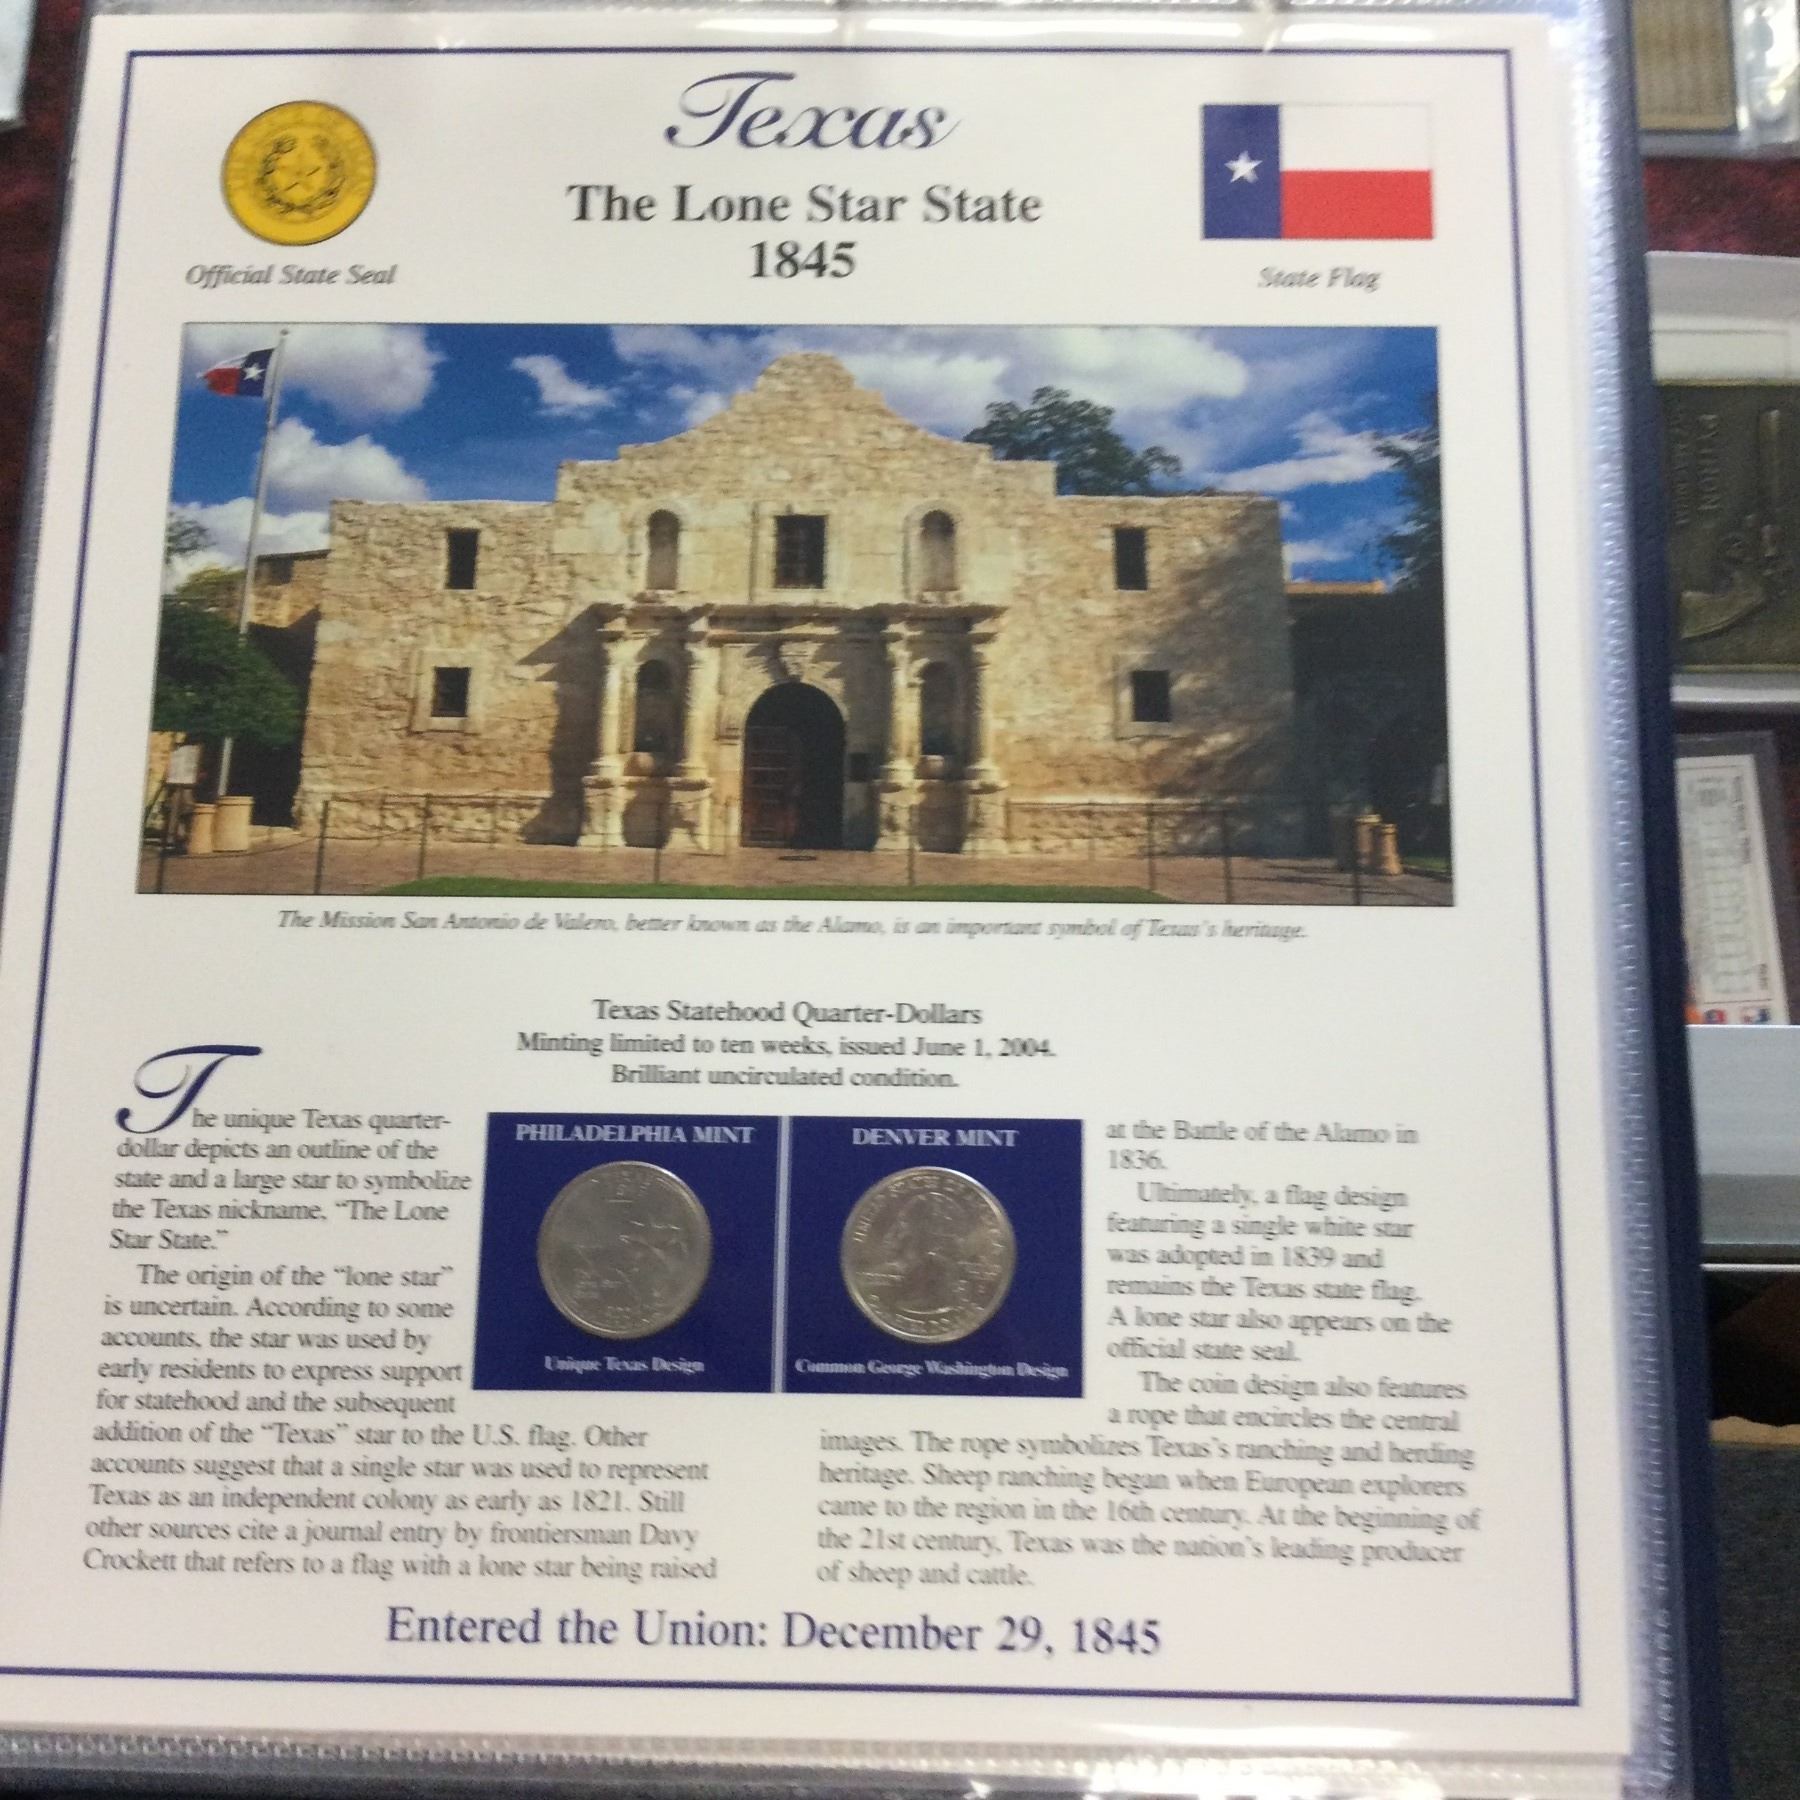 Texas
The Lone Star State
1845
Official State Seal
State Flag
The Mission San Antonio de Valero, better known as the Alamo, is an important symbol of Texas's heritage.
Texas Statehood Quarter-Dollars
Minting limited to ten weeks, issued June 1, 2004.
Brilliant uncirculated condition.
The unique Texas quarter-
dollar depicts an outline of the
state and a large star to symbolize
the Texas nickname, “The Lone
Star State.”
The origin of the “lone star”
is uncertain. According to some
accounts, the star was used by
early residents to express support
for statehood and the subsequent
addition of the “Texas” star to the U.S. flag. Other
accounts suggest that a single star was used to represent
Texas as an independent colony as early as 1821. Still
other sources cite a journal entry by frontiersman Davy
Crockett that refers to a flag with a lone star being raised
PHILADELPHIA MINT
Unique Texas Design
DENVER MINT
Common George Washington Design
at the Battle of the Alamo in
1836.
Ultimately, a flag design
featuring a single white star
was adopted in 1839 and
remains the Texas state flag.
A lone star also appears on the
official state seal.
The coin design also features
a rope that encircles the central
images. The rope symbolizes Texas's ranching and herding
heritage. Sheep ranching began when European explorers
came to the region in the 16th century. At the beginning of
the 21st century, Texas was the nation's leading producer
of sheep and cattle.
Entered the Union: December 29, 1845
PYTHON